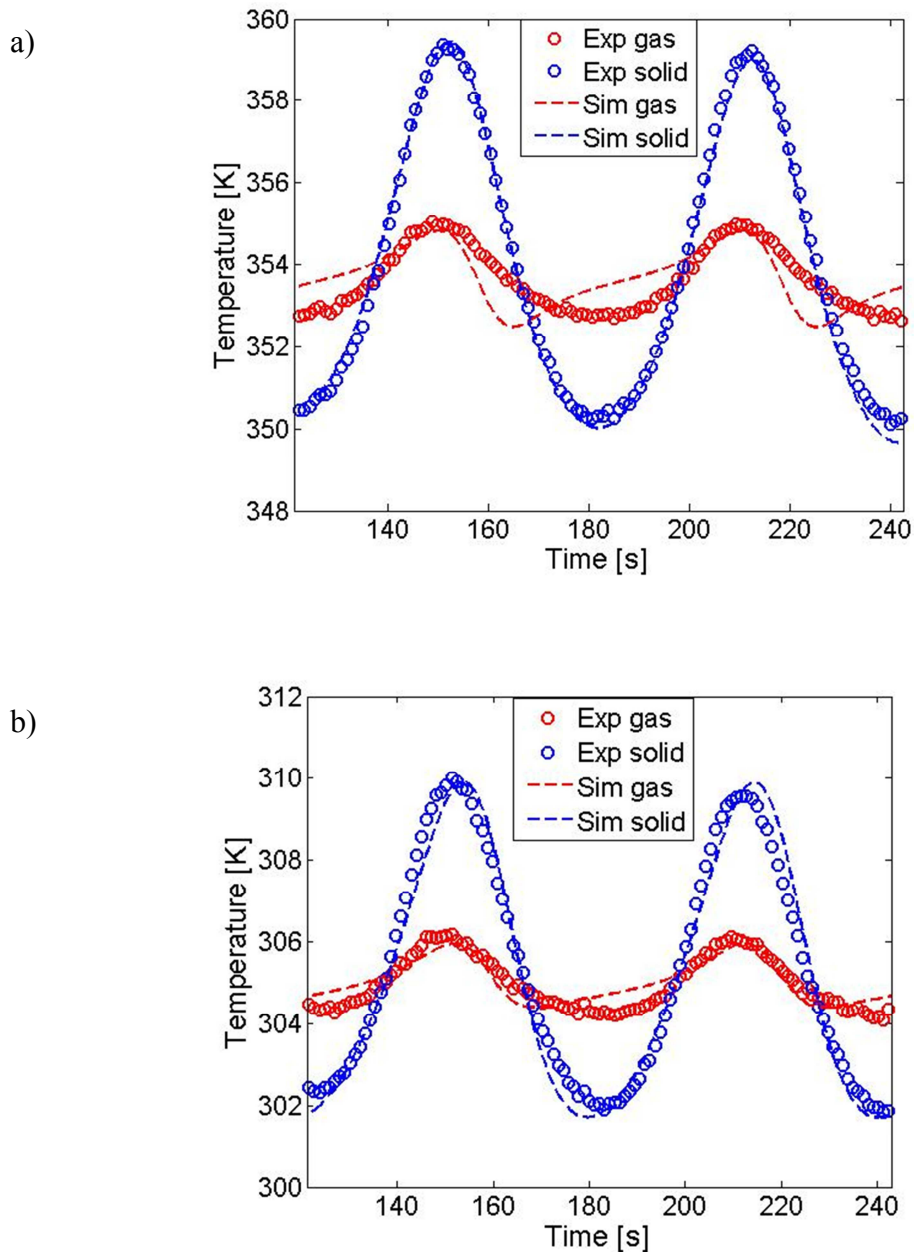 a)
360
358
356
354
352
350
348
Temperature [K]
Exp gas
Exp solid
Sim gas
Sim solid
140 160 180 200 220 240
Time [s]
b)
312
310
308
306
304
302
300
Temperature [K]
Exp gas
Exp solid
Sim gas
Sim solid
140 160 180 200 220 240
Time [s]